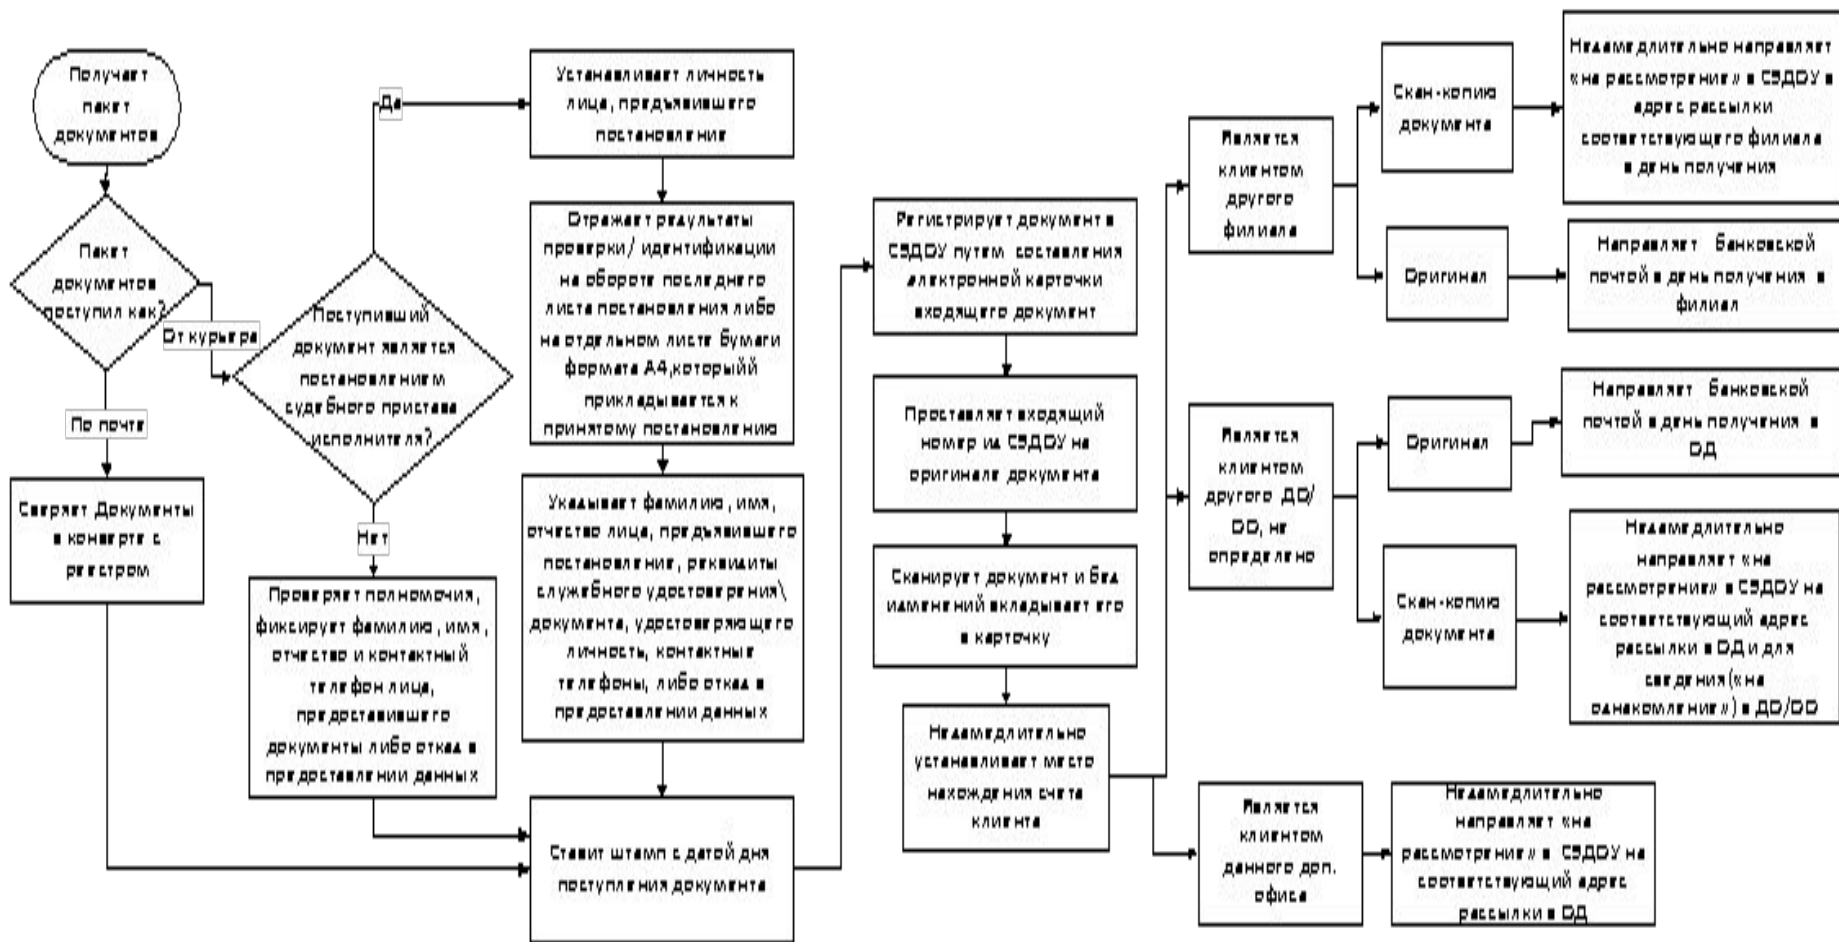 Получает
пакет
документов
Пакет
документов
поступил как?
От курьера
По почте
Сверяет Документы
в конверте с
реестром
Поступивший
документ является
постановлением
судебного пристава
исполнителя?
Да
Нет
Проверяет полномочия,
фиксирует фамилию, имя,
отчество и контактный
телефон лица,
предоставившего
документы либо отказ в
предоставлении данных
Устанавливает личность
лица, предъявившего
постановление
Отражает результаты
проверки/ идентификации
на обороте последнего
листа постановления либо
на отдельном листе бумаги
формата А4,которыйй
прикладывается к
принятому постановлению
Указывает фамилию, имя,
отчество лица, предъявившего
постановление, реквизиты
служебного удостоверения\
документа, удостоверяющего
личность, контактные
телефоны, либо отказ в
предоставлении данных
Ставит штамп с датой дня
поступления документа
Регистрирует документ в
СЭДОУ путем составления
электронной карточки
входящего документ
Проставляет входящий
номер из СЭДОУ на
оригинале документа
Сканирует документ и без
изменений вкладывает его
в карточку
Незамедлительно
устанавливает место
нахождения счета
клиента
Является
клиентом
другого
филиала
Скан-копию
документа
Незамедлительно направляет
«на рассмотрение» в СЭДОУ в
адрес рассылки
соответствующего филиала
в день получения
Оригинал
Направляет банковской
почтой в день получения в
филиал
Является
клиентом
другого ДО/
ОО, не
определено
Оригинал
Направляет банковской
почтой в день получения в
ОД
Скан-копию
документа
Незамедлительно
направляет «на
рассмотрение» в СЭДОУ на
соответствующий адрес
рассылки в ОД и для
сведения («на
ознакомление») в ДО/ОО
Является
клиентом
данного доп.
офиса
Незамедлительно
направляет «на
рассмотрение» в СЭДОУ на
соответствующий адрес
рассылки в ОД